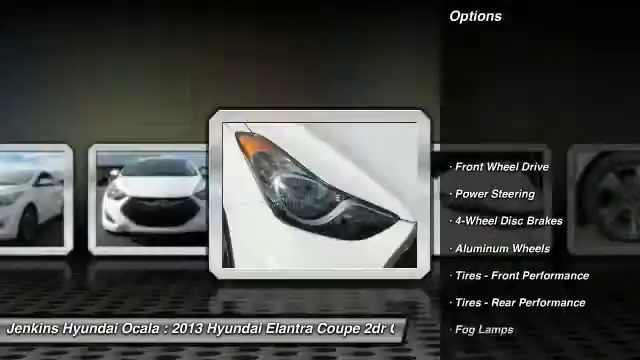 Options
· Front Wheel Drive
· Power Steering
· 4-Wheel Disc Brakes
· Aluminum Wheels
· Tires - Front Performance
· Tires - Rear Performance
· Fog Lamps
Jenkins Hyundai Ocala : 2013 Hyundai Elantra Coupe 2dr